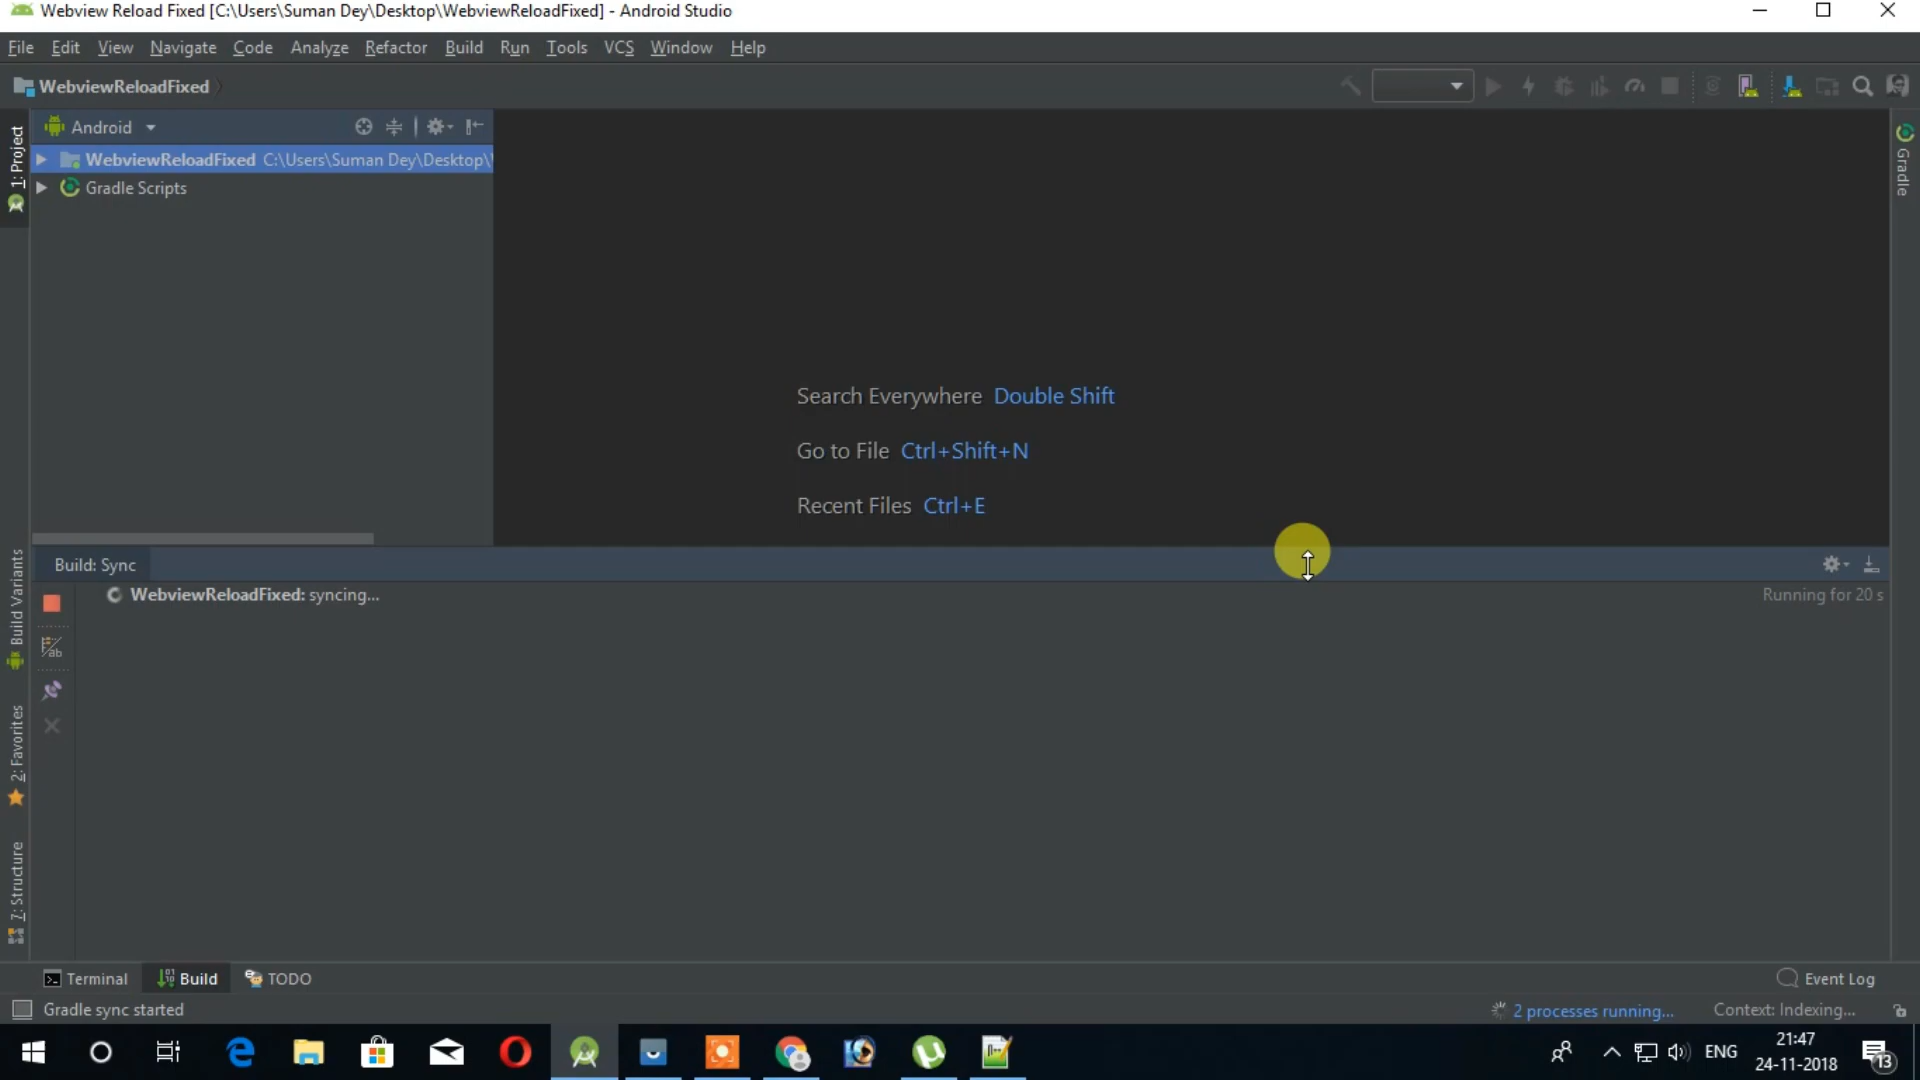 Webview Reload Fixed [C:\Users\Suman Dey\Desktop\WebviewReloadFixed] - Android Studio
File Edit View Navigate Code Analyze Refactor Build Run Tools VCS Window Help
WebviewReloadFixed
Android
1: Project
WebviewReloadFixed C:\Users\Suman Dey\Desktop\
Gradle Scripts
Gradle
Search Everywhere Double Shift
Go to File Ctrl+Shift+N
Recent Files Ctrl+E
Build: Sync
WebviewReloadFixed: syncing...
Running for 20 s
Build Variants
2: Favorites
7: Structure
Terminal Build TODO
Event Log
Gradle sync started
2 processes running...
Context: Indexing...
ENG
21:47
24-11-2018
13